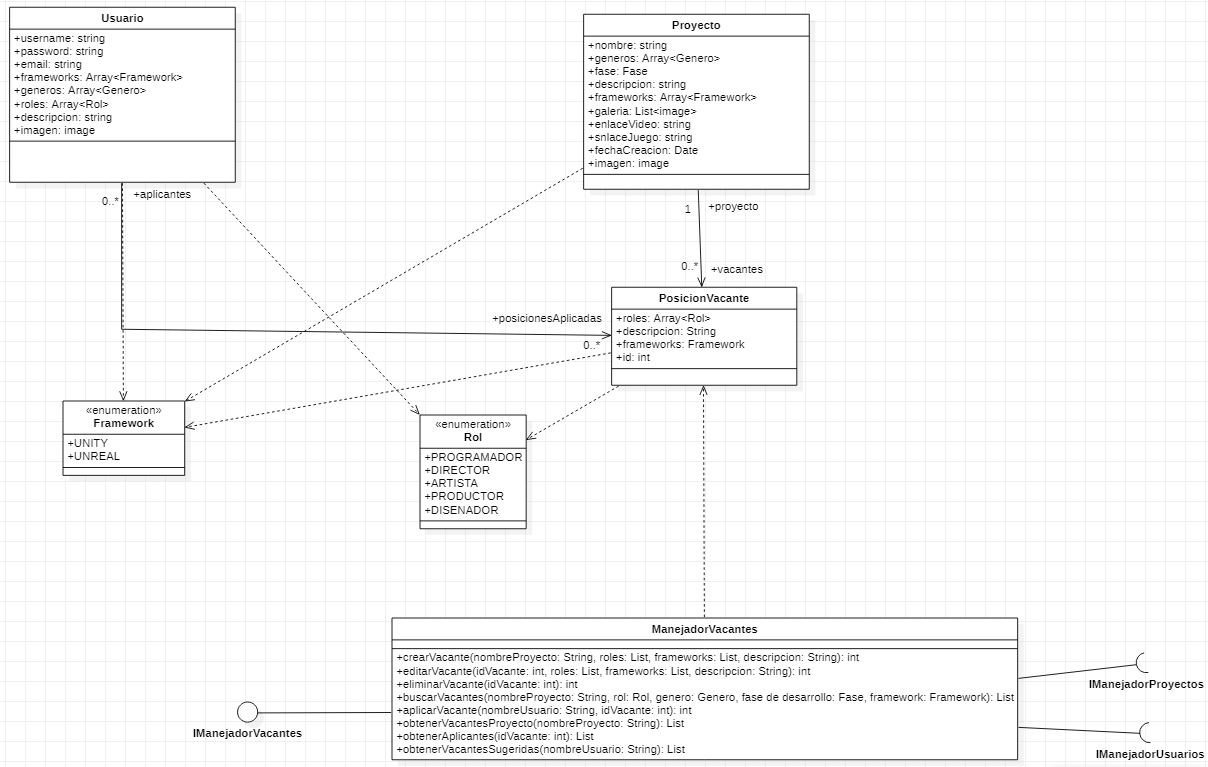 Usuario
+username: string
+password: string
+email: string
+frameworks: Array<Framework>
+generos: Array<Genero>
+roles: Array<Rol>
+descripcion: string
+imagen: image
Proyecto
+nombre: string
+generos: Array<Genero>
+fase: Fase
+descripcion: string
+frameworks: Array<Framework>
+galeria: List<image>
+enlaceVideo: string
+snlaceJuego: string
+fechaCreacion: Date
+imagen: image
0..*
+aplicantes
1
+proyecto
0..*
+vacantes
+posicionesAplicadas
0..*
PosicionVacante
+roles: Array<Rol>
+descripcion: String
+frameworks: Framework
+id: int
«enumeration»
Framework
+UNITY
+UNREAL
«enumeration»
Rol
+PROGRAMADOR
+DIRECTOR
+ARTISTA
+PRODUCTOR
+DISENADOR
ManejadorVacantes
+crearVacante(nombreProyecto: String, roles: List, frameworks: List, descripcion: String): int
+editarVacante(idVacante: int, roles: List, frameworks: List, descripcion: String): int
+eliminarVacante(idVacante: int): int
+buscarVacantes(nombreProyecto: String, rol: Rol, genero: Genero, fase de desarrollo: Fase, framework: Framework): List
+aplicarVacante(nombreUsuario: String, idVacante: int): int
+obtenerVacantesProyecto(nombreProyecto: String): List
+obtenerAplicantes(idVacante: int): List
+obtenerVacantesSugeridas(nombreUsuario: String): List
IManejadorVacantes
IManejadorProyectos
IManejadorUsuarios